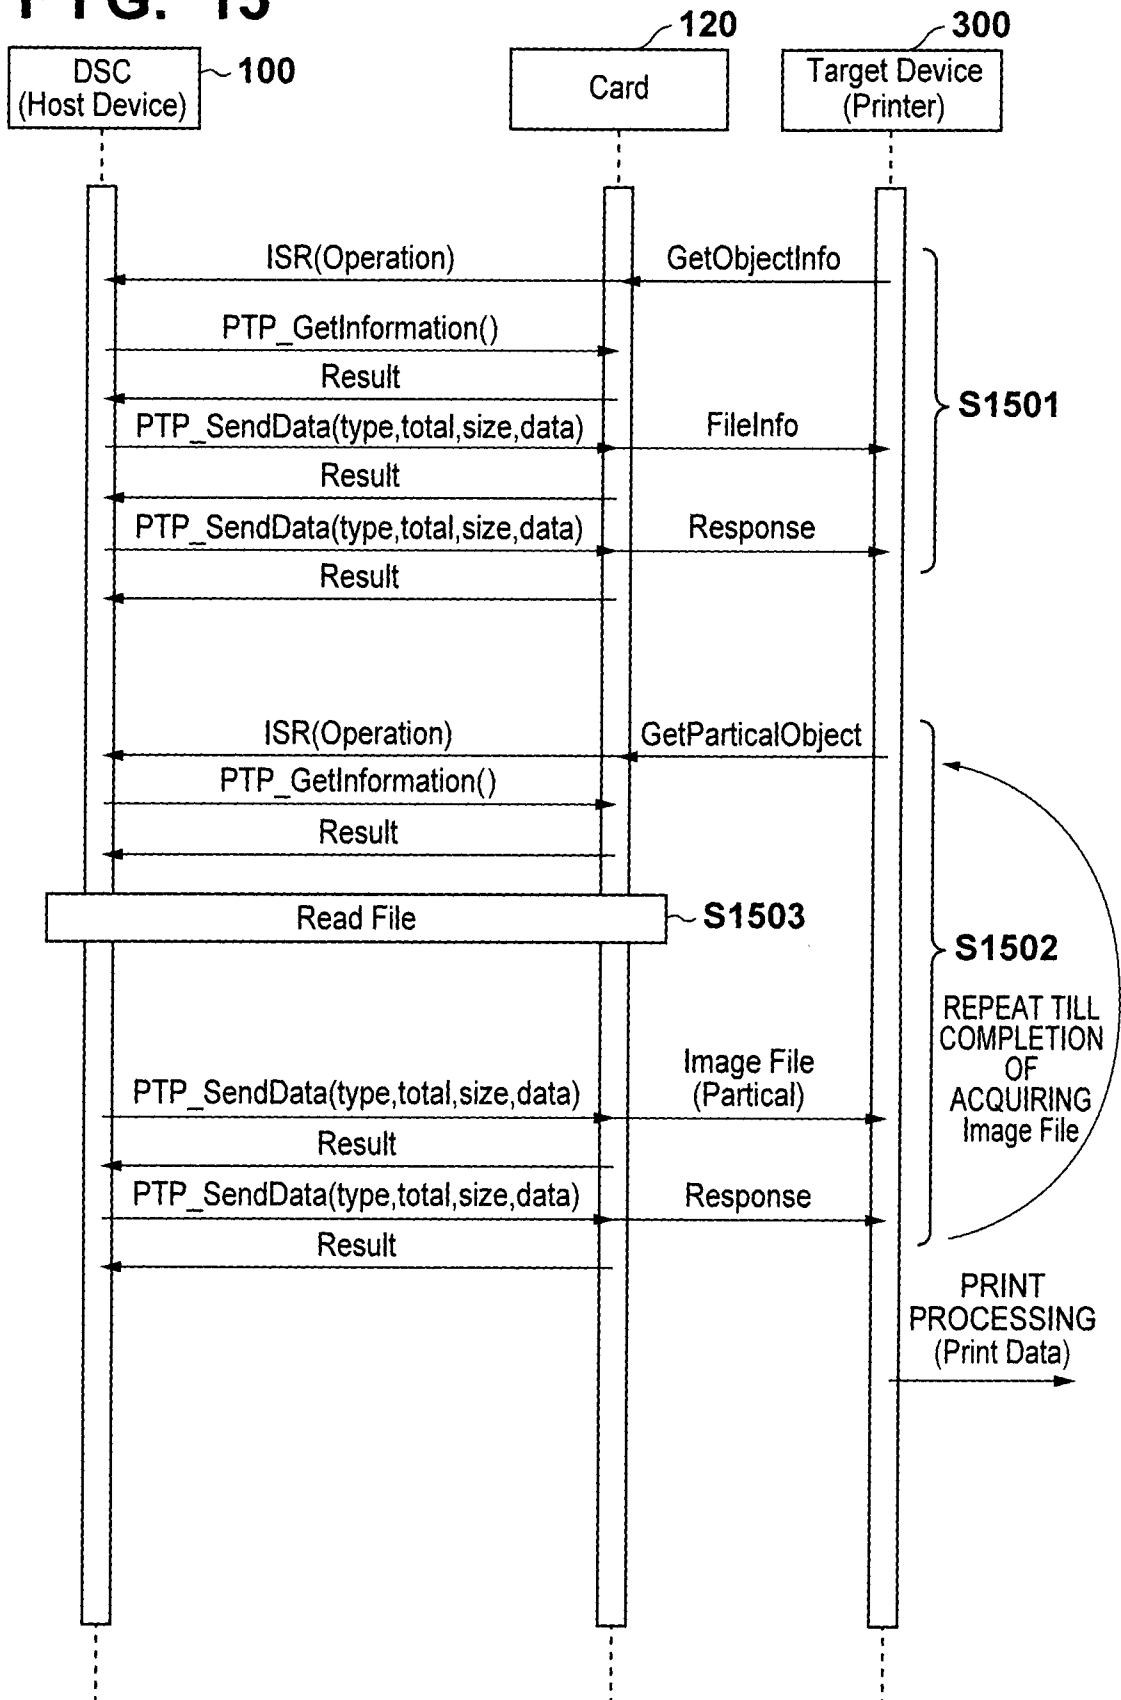 FIG. 15
120
300
DSC
(Host Device)
100
Card
Target Device
(Printer)
ISR(Operation)
GetObjectInfo
PTP_GetInformation()
Result
PTP_SendData(type,total,size,data)
FileInfo
S1501
Result
PTP_SendData(type,total,size,data)
Response
Result
ISR(Operation)
GetParticalObject
PTP_GetInformation()
Result
Read File
S1503
S1502
REPEAT TILL
COMPLETION
OF
ACQUIRING
Image File
Image File
(Partical)
PTP_SendData(type,total,size,data)
Result
PTP_SendData(type,total,size,data)
Response
Result
PRINT
PROCESSING
(Print Data)